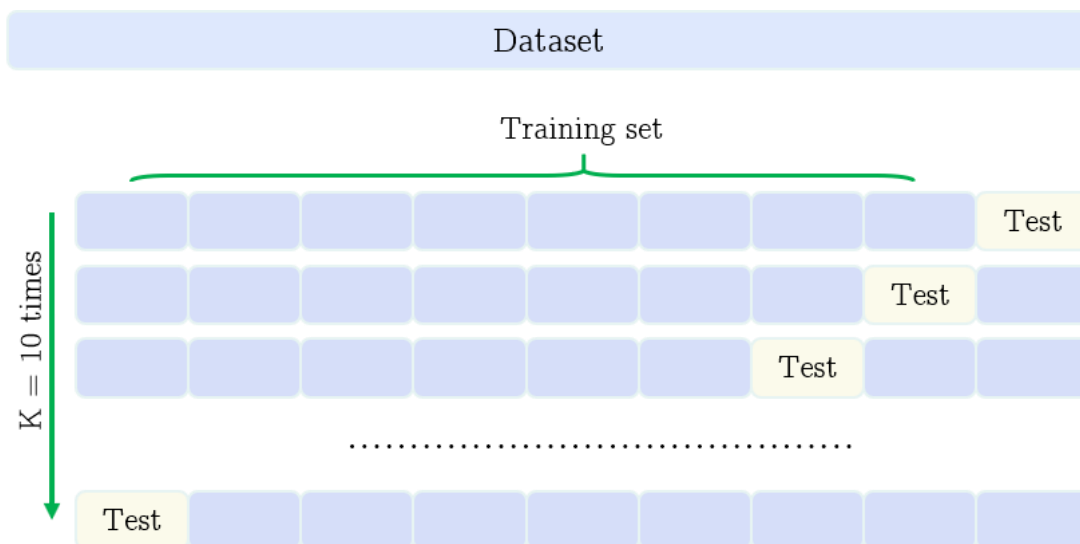 Dataset
Training set
Test
Test
Test
K = 10 times
..........................................
Test